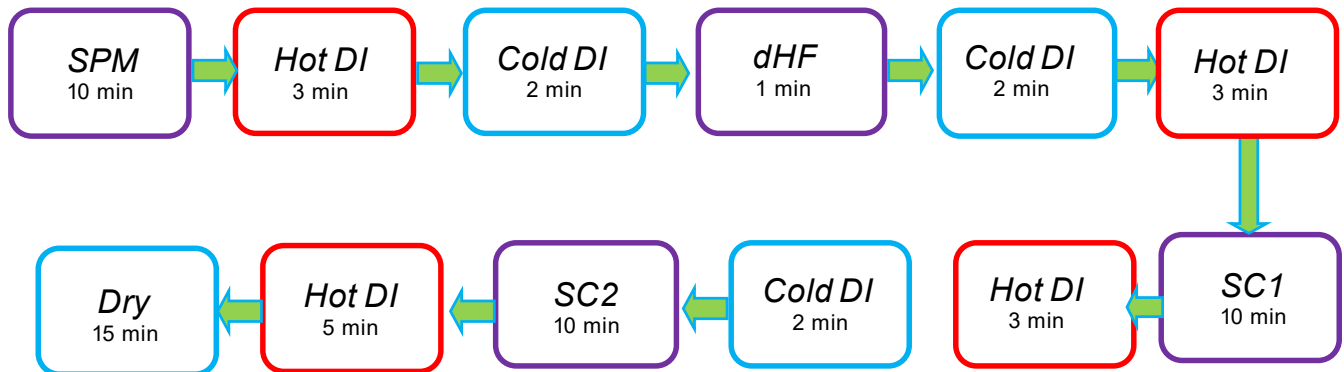 SPM
10 min
Hot DI
3 min
Cold DI
2 min
dHF
1 min
Cold DI
2 min
Hot DI
3 min
SC1
10 min
Hot DI
3 min
Cold DI
2 min
SC2
10 min
Hot DI
5 min
Dry
15 min